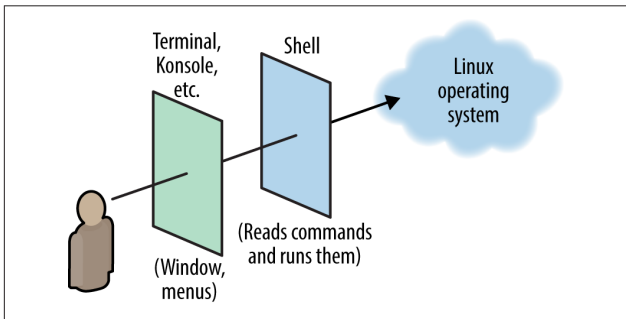 Terminal,
Konsole,
etc.
(Window,
menus)
Shell
(Reads commands
and runs them)
Linux
operating
system